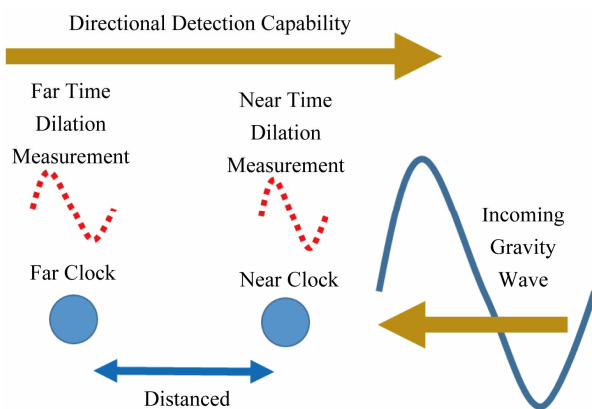 Directional Detection Capability
Far Time
Dilation
Measurement
Near Time
Dilation
Measurement
Incoming
Gravity
Wave
Far Clock
Near Clock
Distanced